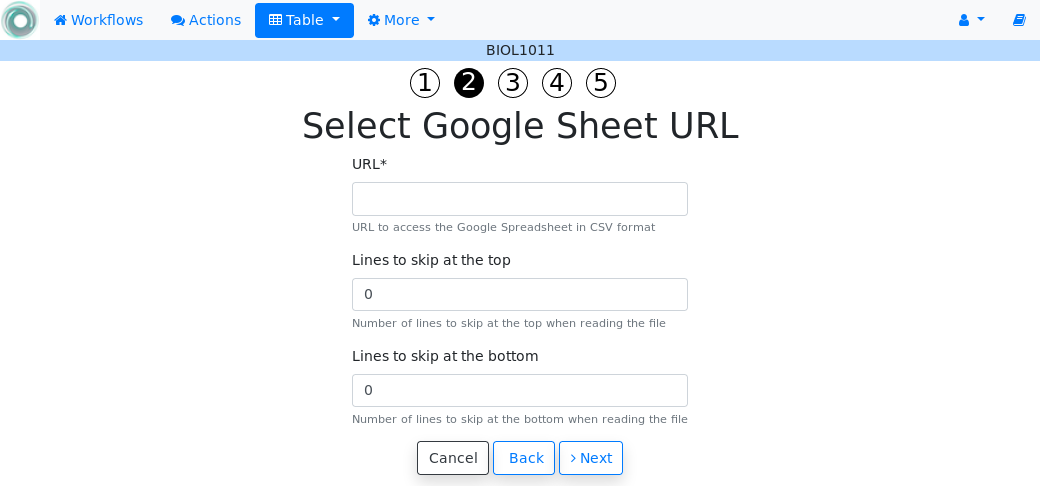 Workflows Actions Table More
BIOL1011
1 2 3 4 5
Select Google Sheet URL
URL*
URL to access the Google Spreadsheet in CSV format
Lines to skip at the top
0
Number of lines to skip at the top when reading the file
Lines to skip at the bottom
0
Number of lines to skip at the bottom when reading the file
Cancel Back Next